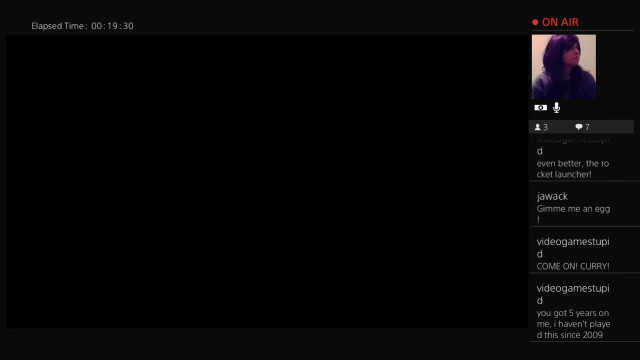 Elapsed Time : 00 : 19 : 30
ON AIR
3
7
d
even better, the ro
cket launcher!
jawack
Gimme me an egg
!
videogamestupi
d
COME ON! CURRY!
videogamestupi
d
you got 5 years on
me, i haven't playe
d this since 2009